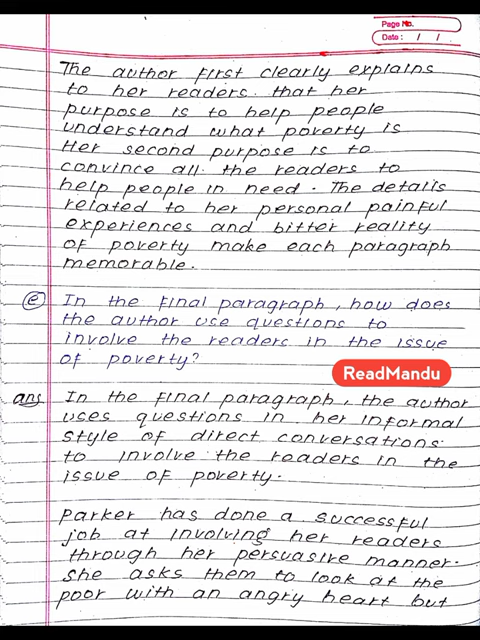 Page No.
Date: / /
The author first clearly explains
to her readers that her
purpose is to help people
understand what poverty is
Her second purpose is to
convince all the readers to
help people in need. The details
related to her personal painful
experiences and bitter reality
of poverty make each paragraph
memorable.
(e) In the final paragraph, how does
the author use questions to
involve the readers in the issue
of poverty?
ReadMandu
ans In the final paragraph, the author
uses questions in her informal
style of direct conversations
to involve the readers in the
issue of poverty.
Parker has done a successful
job at involving her readers
through her persuasive manner.
She asks them to look at the
poor with an angry heart but